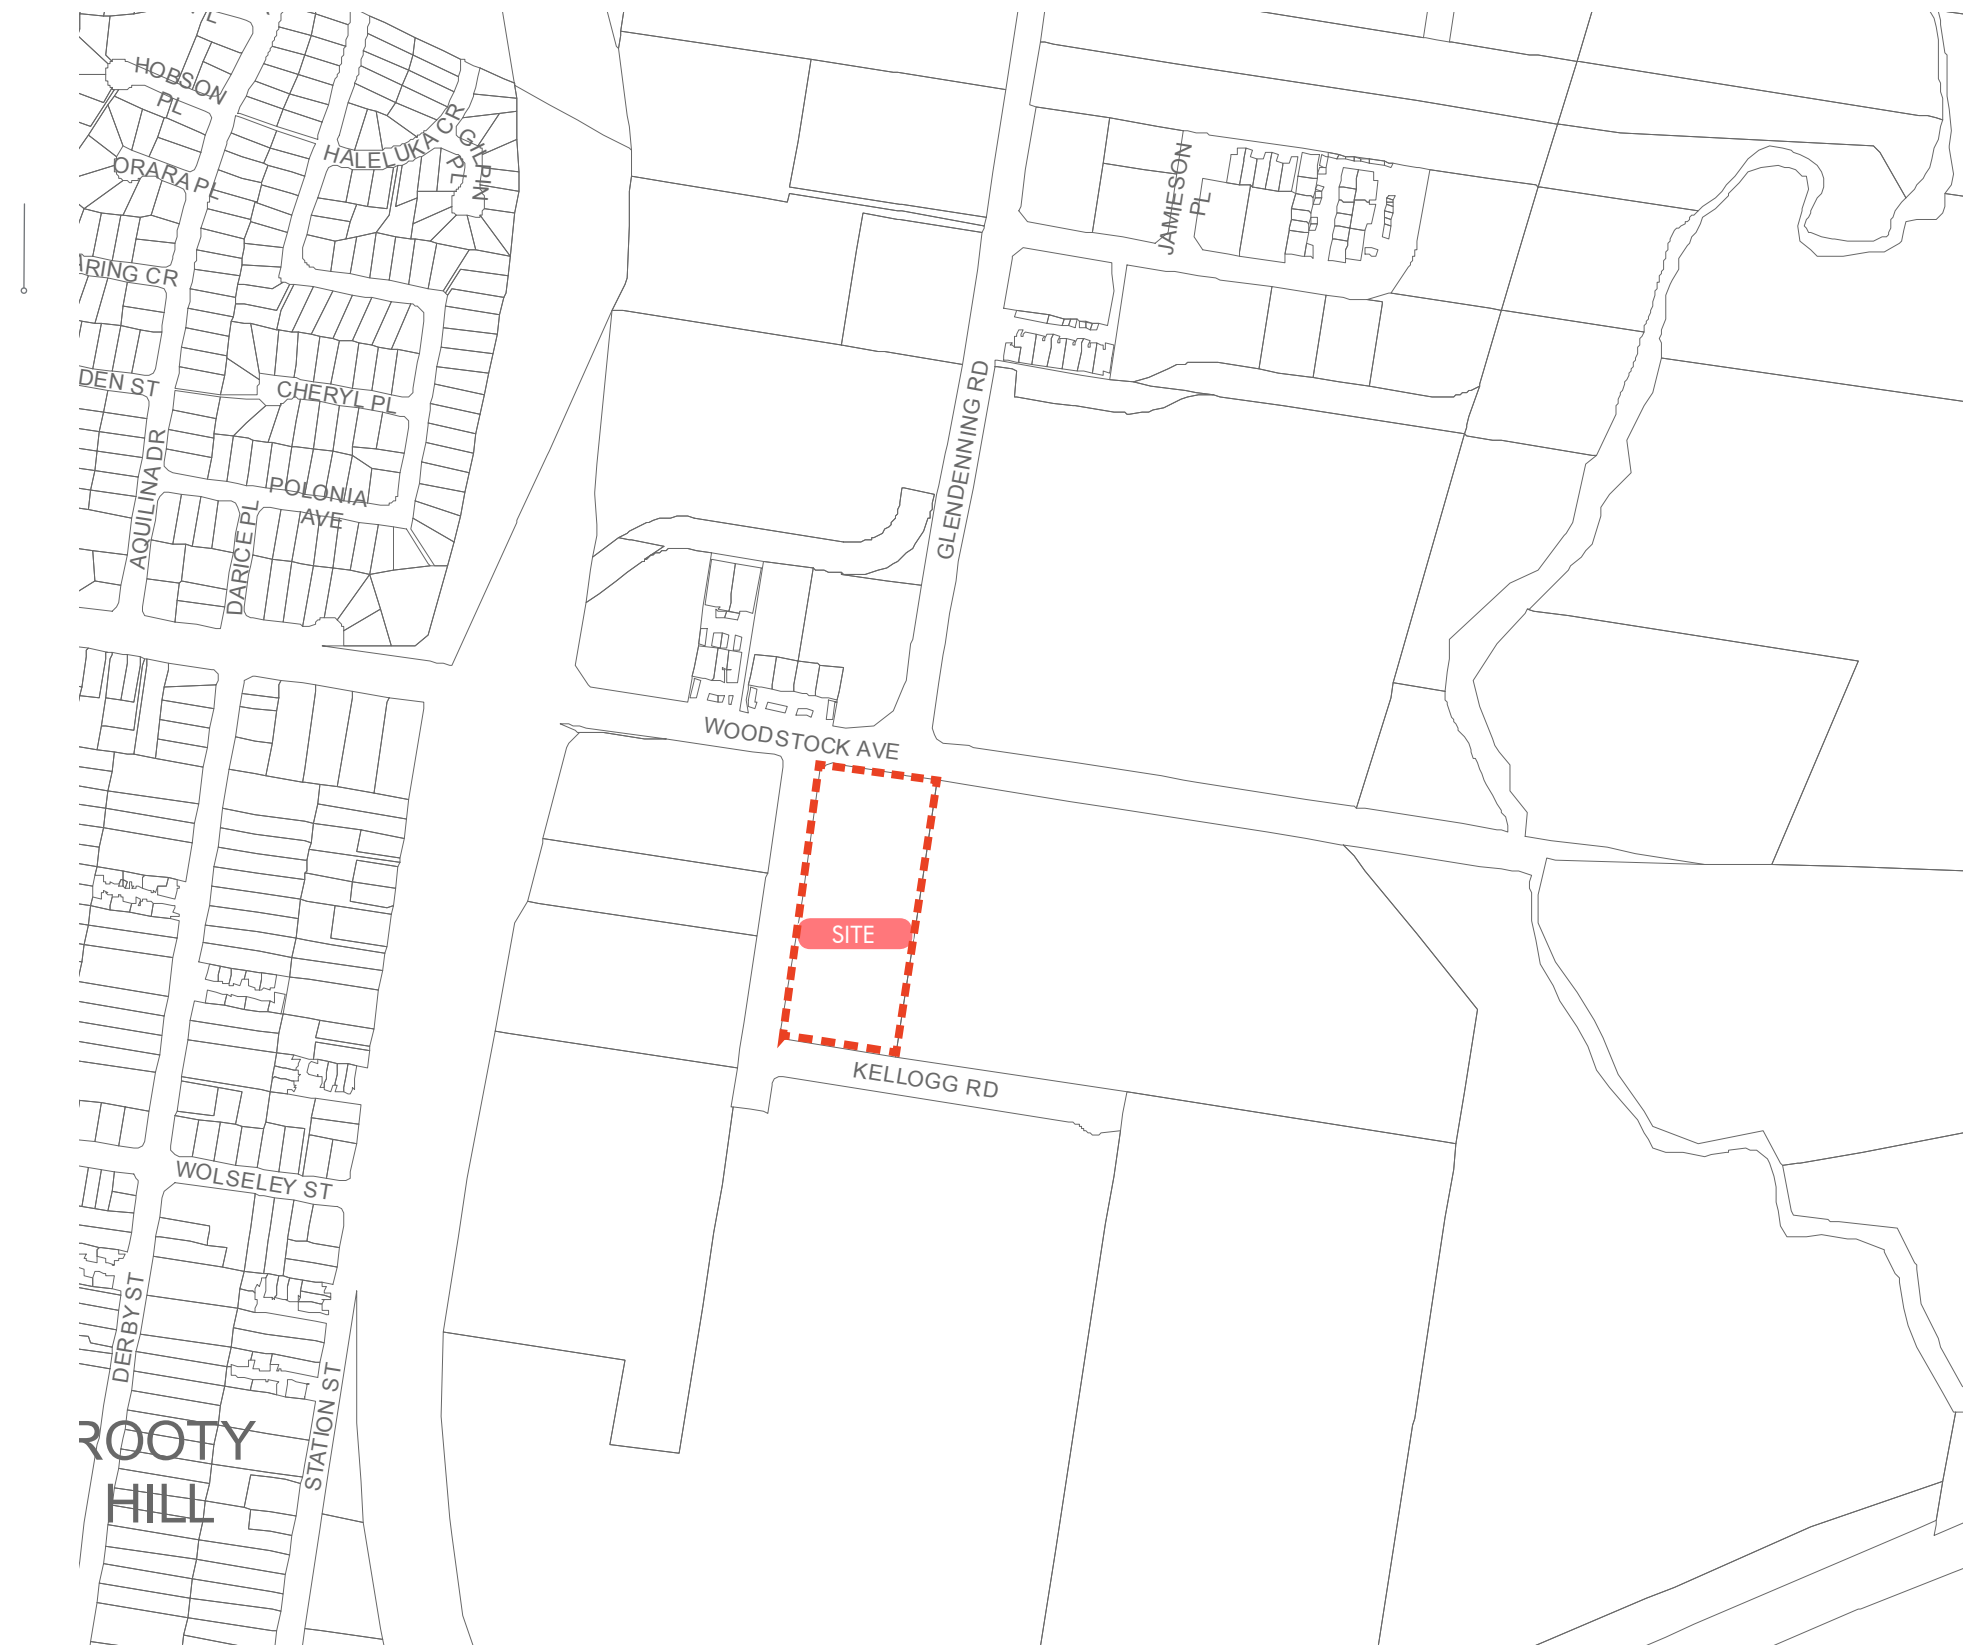 HOBSON
PL
HALELUKA CR
GILPIN
PL
ORARA PL
JAMIESON
PL
ARING CR
DEN ST
CHERYL PL
GLENDENNING RD
AQUILINA DR
POLONIA
AVE
DARICE PL
WOODSTOCK AVE
SITE
KELLOGG RD
WOLSELEY ST
DERBY ST
STATION ST
ROOTY
HILL